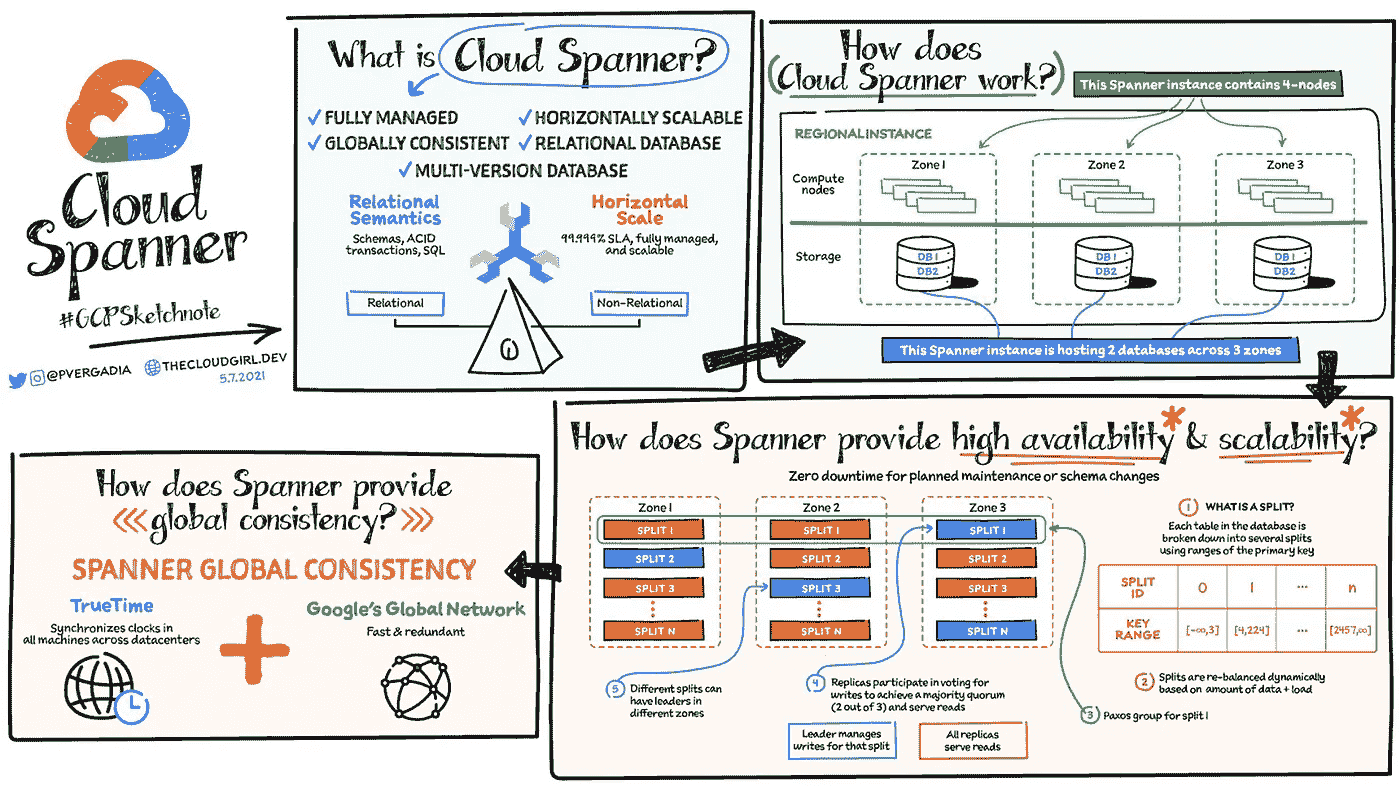 Cloud
Spanner
#GCPSketchnote
@PVERGADIA
THECLOUDGIRL.DEV
5.7.2021
What is Cloud Spanner?
✓ FULLY MANAGED
✓ HORIZONTALLY SCALABLE
✓ GLOBALLY CONSISTENT
✓ RELATIONAL DATABASE
✓ MULTI-VERSION DATABASE
Relational
Semantics
Schemas, ACID
transactions, SQL
Horizontal
Scale
99.999% SLA, fully managed,
and scalable
Relational
Non-Relational
How does
(Cloud Spanner work?)
This Spanner instance contains 4-nodes
REGIONAL INSTANCE
Zone 1
Zone 2
Zone 3
Compute
nodes
Storage
DB1
DB2
DB1
DB2
DB1
DB2
This Spanner instance is hosting 2 databases across 3 zones
How does Spanner provide high availability* & scalability*?
Zero downtime for planned maintenance or schema changes
Zone 1
SPLIT 1
SPLIT 2
SPLIT 3
SPLIT N
Zone 2
SPLIT 1
SPLIT 2
SPLIT 3
SPLIT N
Zone 3
SPLIT 1
SPLIT 2
SPLIT 3
SPLIT N
1 WHAT IS A SPLIT?
Each table in the database is
broken down into several splits
using ranges of the primary key
SPLIT ID 0 1 ... n
KEY RANGE [-∞,3] [4,224] ... [2457,∞]
2 Splits are re-balanced dynamically
based on amount of data + load
3 Paxos group for split 1
4 Replicas participate in voting for
writes to achieve a majority quorum
(2 out of 3) and serve reads
5 Different splits can
have leaders in
different zones
Leader manages
writes for that split
All replicas
serve reads
How does Spanner provide
<<< global consistency? >>>
SPANNER GLOBAL CONSISTENCY
TrueTime
Synchronizes clocks in
all machines across datacenters
+
Google's Global Network
Fast & redundant